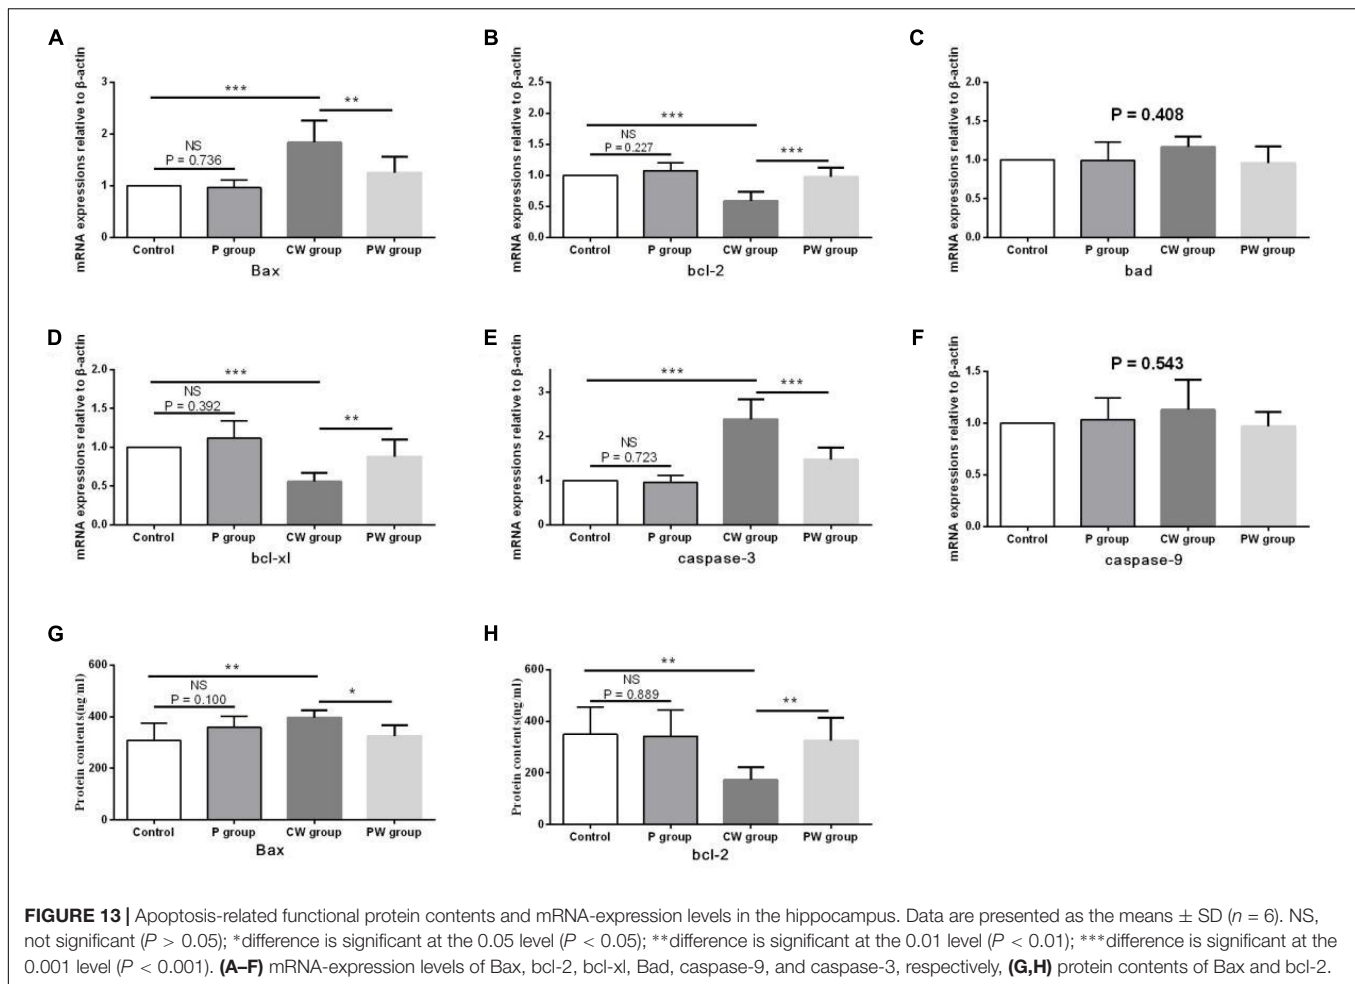 A
mRNA expressions relative to β-actin
3
2
1
0
***
**
NS
P = 0.736
Control P group CW group PW group
Bax
B
mRNA expressions relative to β-actin
2.5
2.0
1.5
1.0
0.5
0.0
***
NS
P = 0.227
***
Control P group CW group PW group
bcl-2
C
mRNA expressions relative to β-actin
2.0
1.5
1.0
0.5
0.0
P = 0.408
Control P group CW group PW group
bad
D
mRNA expressions relative to β-actin
2.0
1.5
1.0
0.5
0.0
***
NS
P = 0.392
**
Control P group CW group PW group
bcl-xl
E
mRNA expressions relative to β-actin
3
2
1
0
***
***
NS
P = 0.723
Control P group CW group PW group
caspase-3
F
mRNA expressions relative to β-actin
1.5
1.0
0.5
0.0
P = 0.543
Control P group CW group PW group
caspase-9
G
Protein contents(ng/ml)
600
400
200
0
**
NS
P = 0.100
*
Control P group CW group PW group
Bax
H
Protein contents(ng/ml)
600
400
200
0
**
NS
P = 0.889
**
Control P group CW group PW group
bcl-2
FIGURE 13 | Apoptosis-related functional protein contents and mRNA-expression levels in the hippocampus. Data are presented as the means ± SD (n = 6). NS,
not significant (P > 0.05); *difference is significant at the 0.05 level (P < 0.05); **difference is significant at the 0.01 level (P < 0.01); ***difference is significant at the
0.001 level (P < 0.001). (A–F) mRNA-expression levels of Bax, bcl-2, bcl-xl, Bad, caspase-9, and caspase-3, respectively, (G,H) protein contents of Bax and bcl-2.